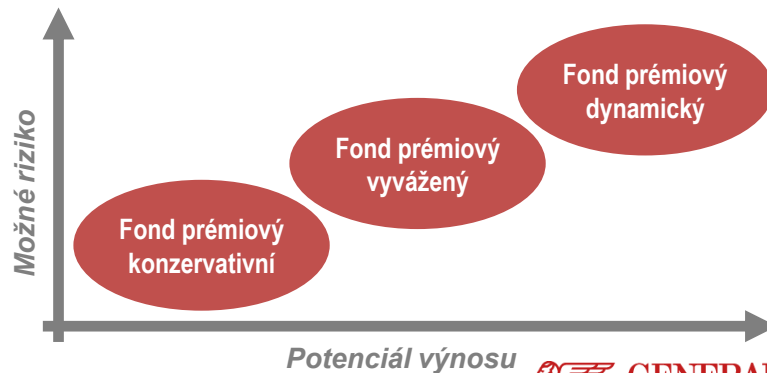 Možné riziko
Fond prémiový
dynamický
Fond prémiový
vyvážený
Fond prémiový
konzervativní
Potenciál výnosu